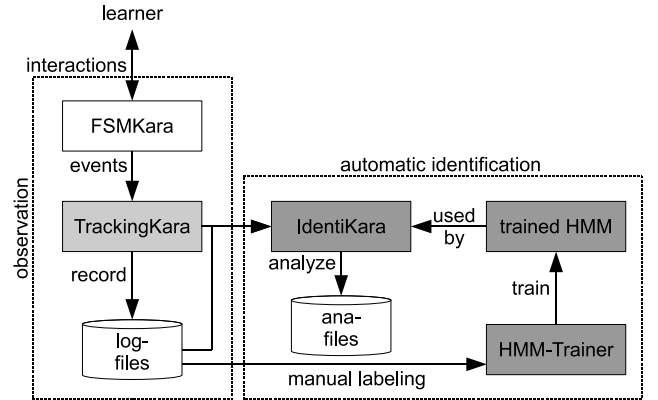 learner
interactions
FSMKara
events
automatic identification
observation
TrackingKara
IdentiKara
used
by
trained HMM
record
analyze
train
log-
files
ana-
files
HMM-Trainer
manual labeling